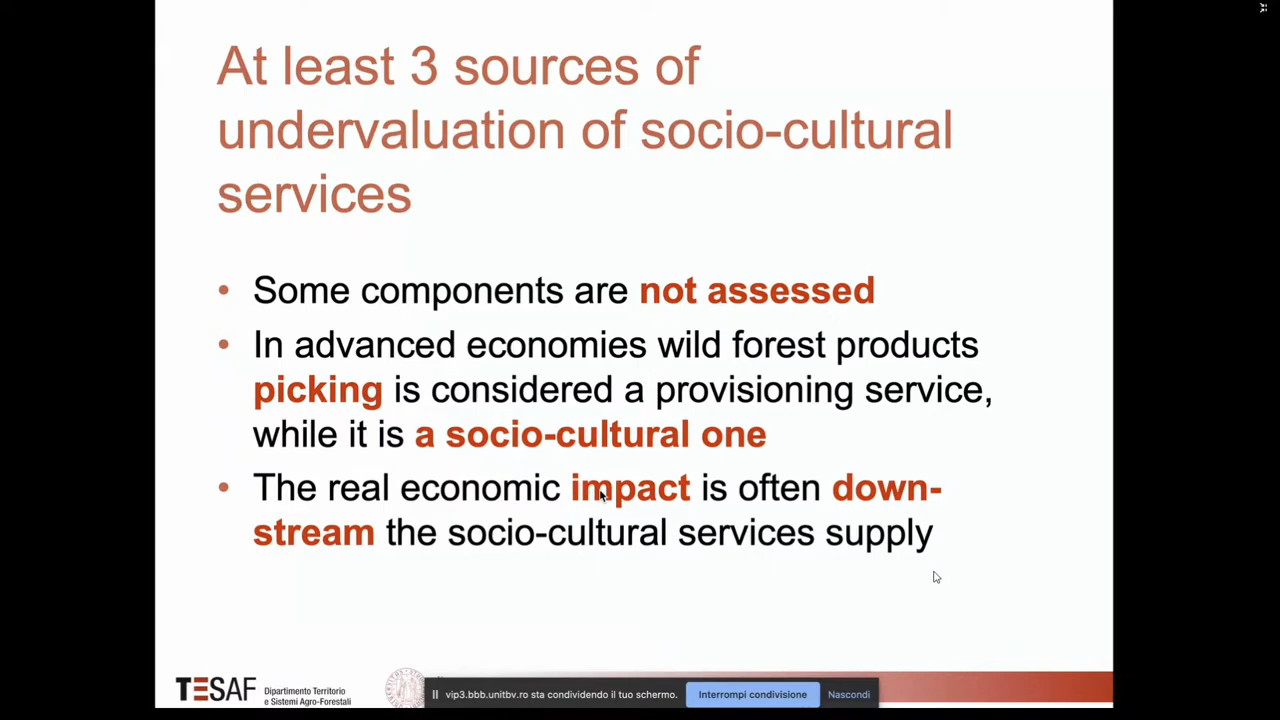 At least 3 sources of
undervaluation of socio-cultural
services
• Some components are not assessed
• In advanced economies wild forest products
picking is considered a provisioning service,
while it is a socio-cultural one
• The real economic impact is often down-
stream the socio-cultural services supply
TESAF Dipartimento Territorio
e Sistemi Agro-Forestali
vip3.bbb.unitbv.ro sta condividendo il tuo schermo. Interrompi condivisione Nascondi